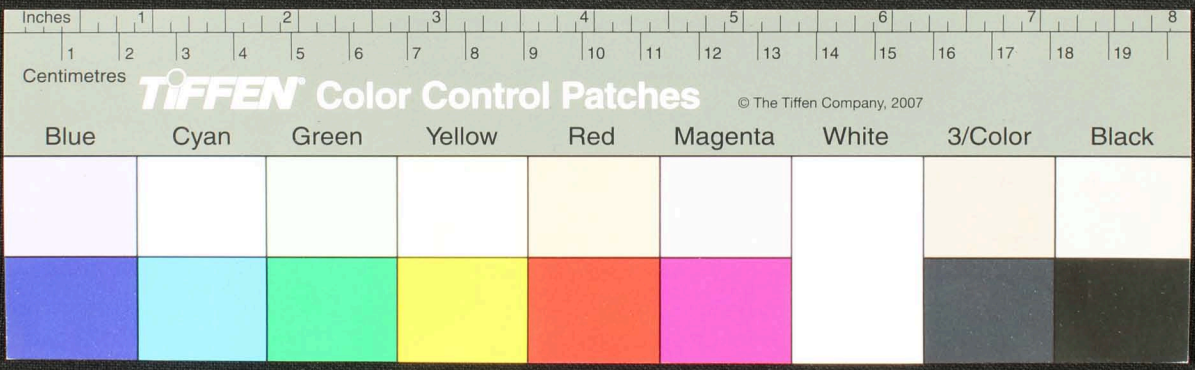 Inches 1 2 3 4 5 6 7 8
1 2 3 4 5 6 7 8 9 10 11 12 13 14 15 16 17 18 19
Centimetres
TIFFEN® Color Control Patches © The Tiffen Company, 2007
Blue Cyan Green Yellow Red Magenta White 3/Color Black